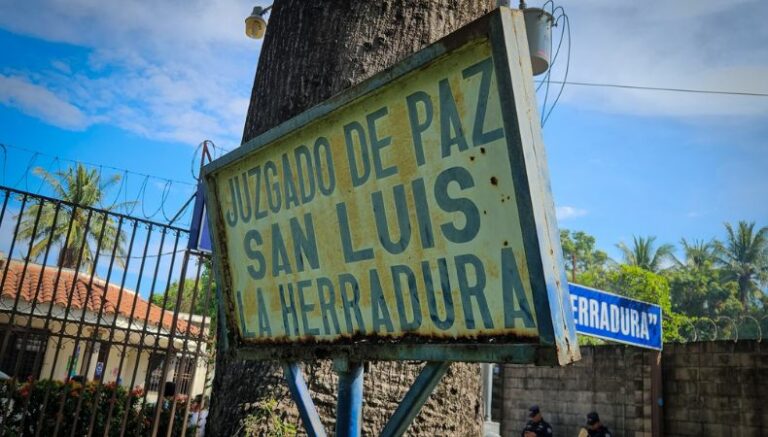 JUZGADO DE PAZ
SAN LUIS
LA HERRADURA
ERRADURA”